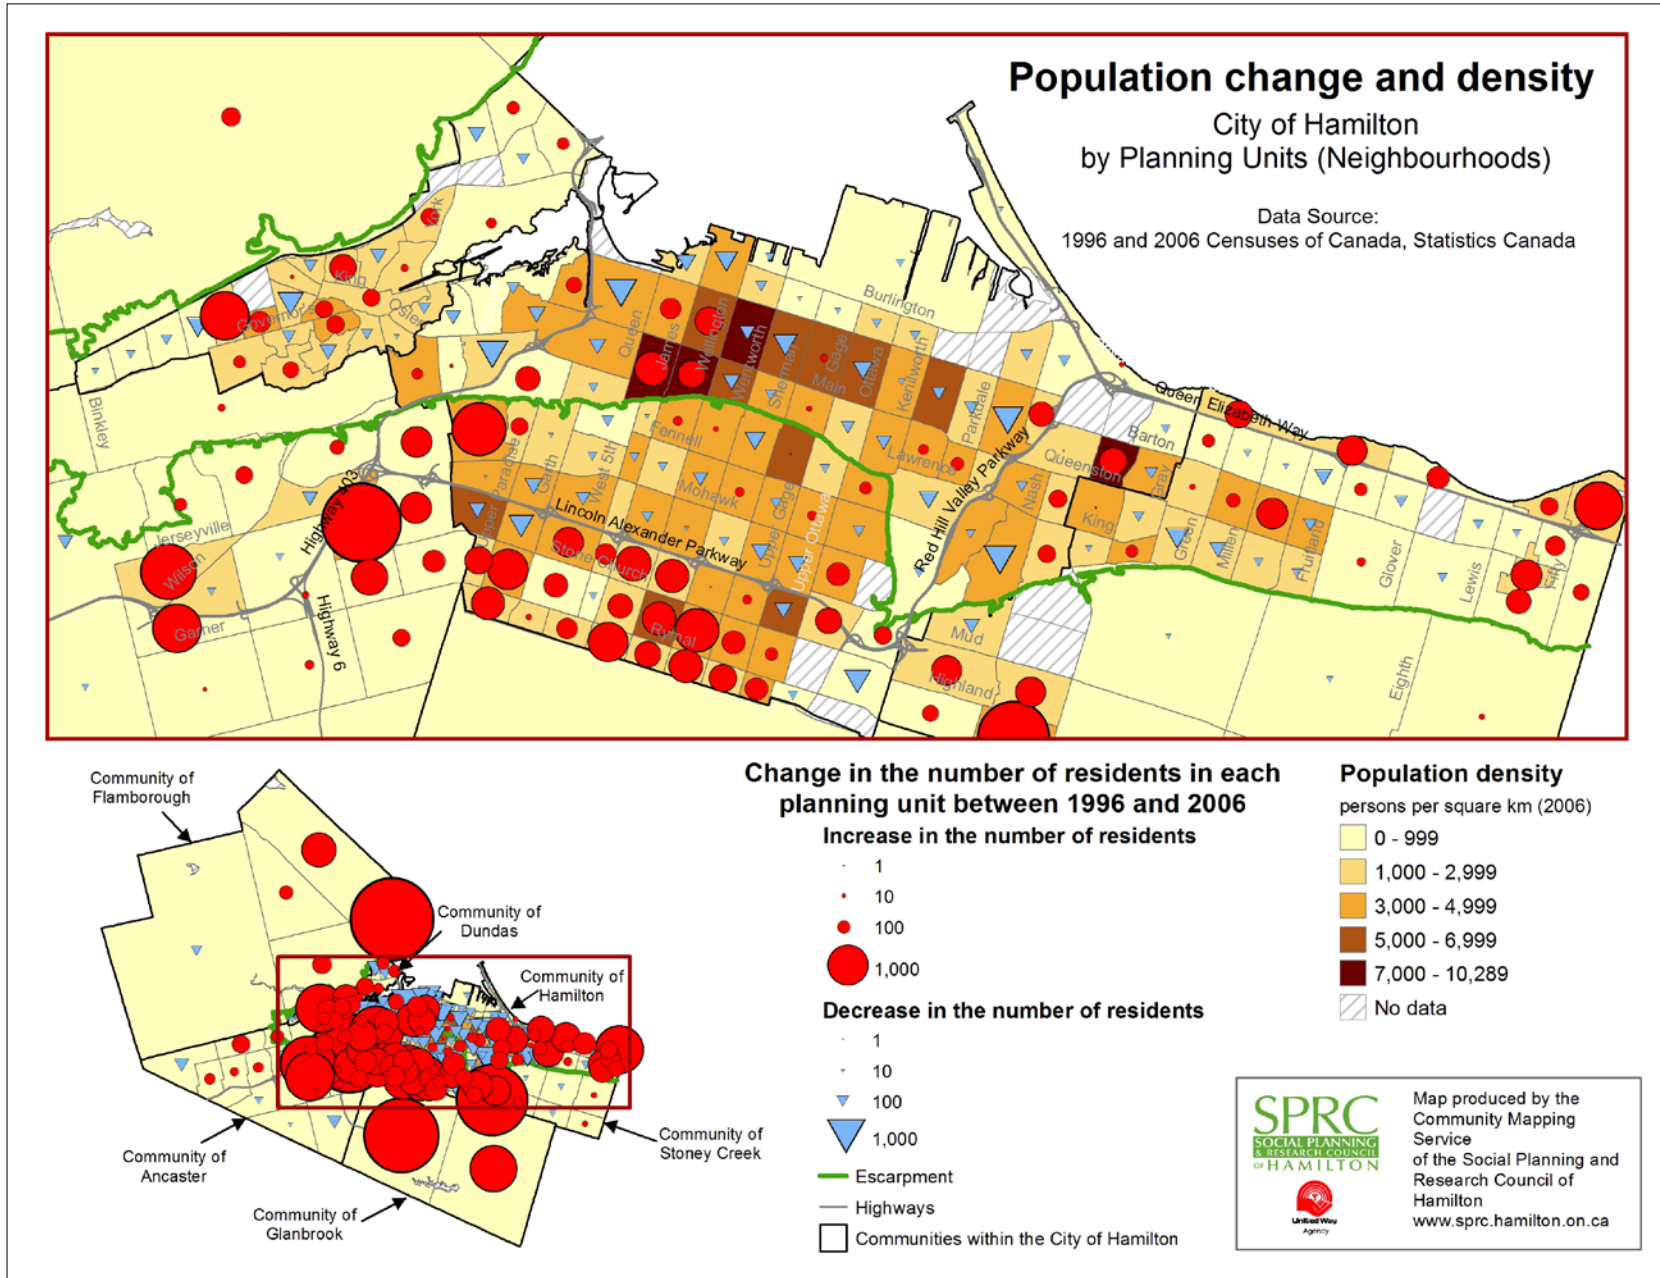 Population change and density
City of Hamilton
by Planning Units (Neighbourhoods)
Data Source:
1996 and 2006 Censuses of Canada, Statistics Canada
York
King
Governor's
Osler
Binkley
Jerseyville
Wilson
Garner
Highway 403
Highway 6
Queen
James
Wellington
Wentworth
Sherman
Gage
Main
Ottawa
Kenilworth
Parkdale
Burlington
Queen Elizabeth Way
Barton
Queenston
Gray
Nash
King
Green
Millen
Fruitland
Glover
Lewis
Fifty
Fennell
Lawrence
Mohawk
Paradise
Upper
Garth
West 5th
Upper Gage
Upper Ottawa
Lincoln Alexander Parkway
Stone Church
Rymal
Red Hill Valley Parkway
Mud
Highland
Eighth
Community of
Flamborough
Community of
Dundas
Community of
Hamilton
Community of
Stoney Creek
Community of
Ancaster
Community of
Glanbrook
Change in the number of residents in each
planning unit between 1996 and 2006
Increase in the number of residents
1
10
100
1,000
Decrease in the number of residents
1
10
100
1,000
Escarpment
Highways
Communities within the City of Hamilton
Population density
persons per square km (2006)
0 - 999
1,000 - 2,999
3,000 - 4,999
5,000 - 6,999
7,000 - 10,289
No data
SPRC
SOCIAL PLANNING
& RESEARCH COUNCIL
OF HAMILTON
United Way
Agency
Map produced by the
Community Mapping
Service
of the Social Planning and
Research Council of
Hamilton
www.sprc.hamilton.on.ca